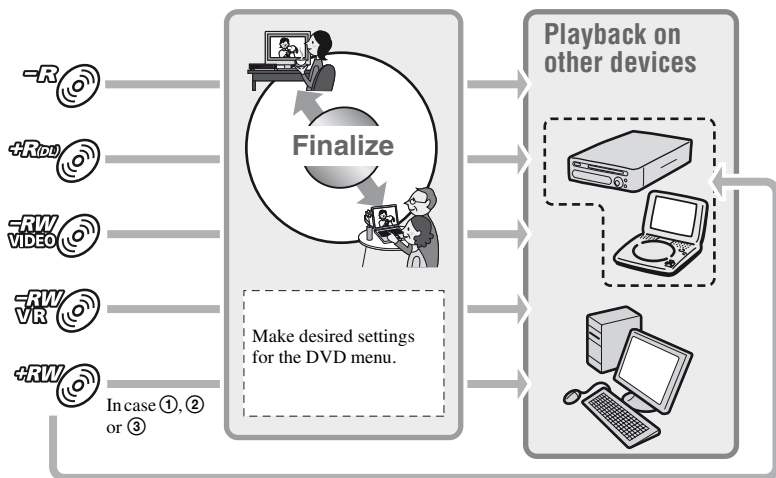 Playback on
other devices
-R
+R(DL)
-RW
VIDEO
-RW
VR
+RW
Finalize
Make desired settings
for the DVD menu.
In case ①, ②
or ③